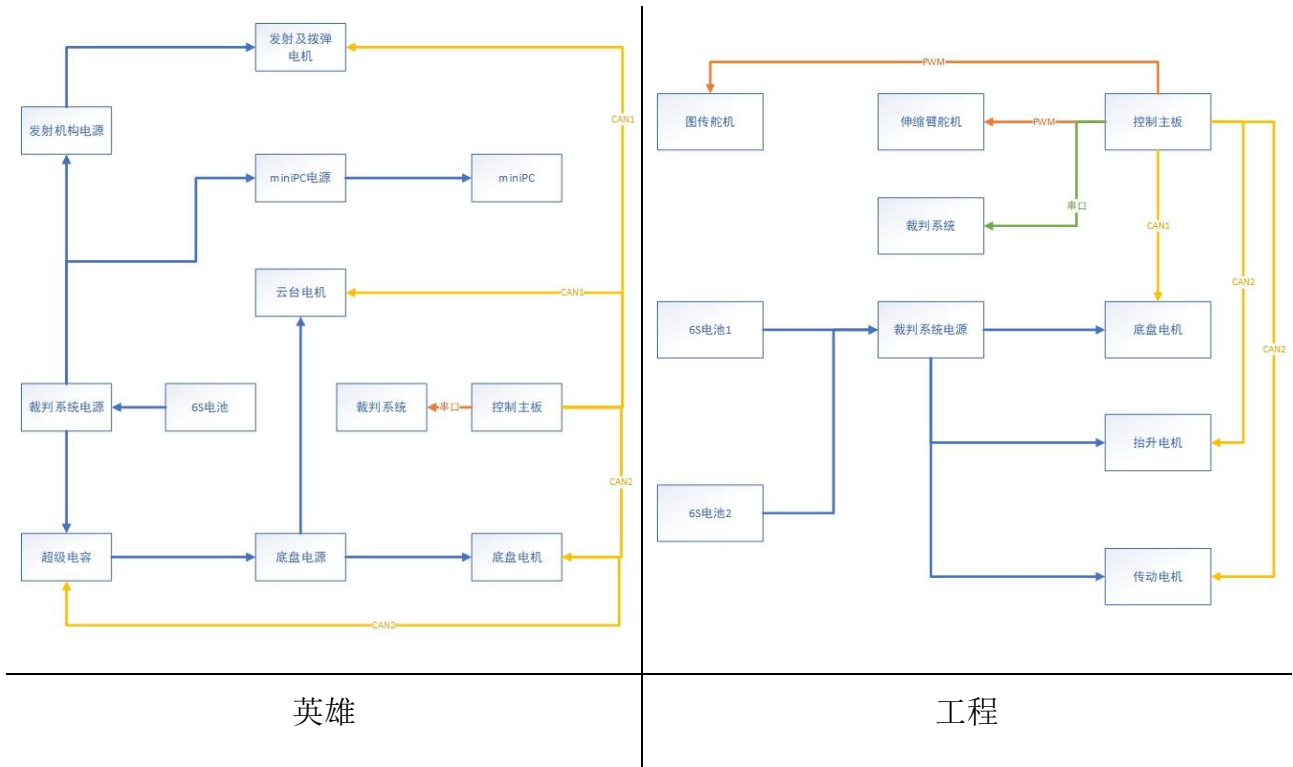 发射及拨弹
电机
CAN1
发射机构电源
miniPC电源
miniPC
云台电机
CAN1
裁判系统电源
6S电池
裁判系统
串口
控制主板
CAN2
超级电容
底盘电源
底盘电机
CAN2
英雄
PWM
图传舵机
伸缩臂舵机
PWM
控制主板
串口
裁判系统
CAN1
CAN2
6S电池1
裁判系统电源
底盘电机
CAN2
抬升电机
6S电池2
传动电机
工程